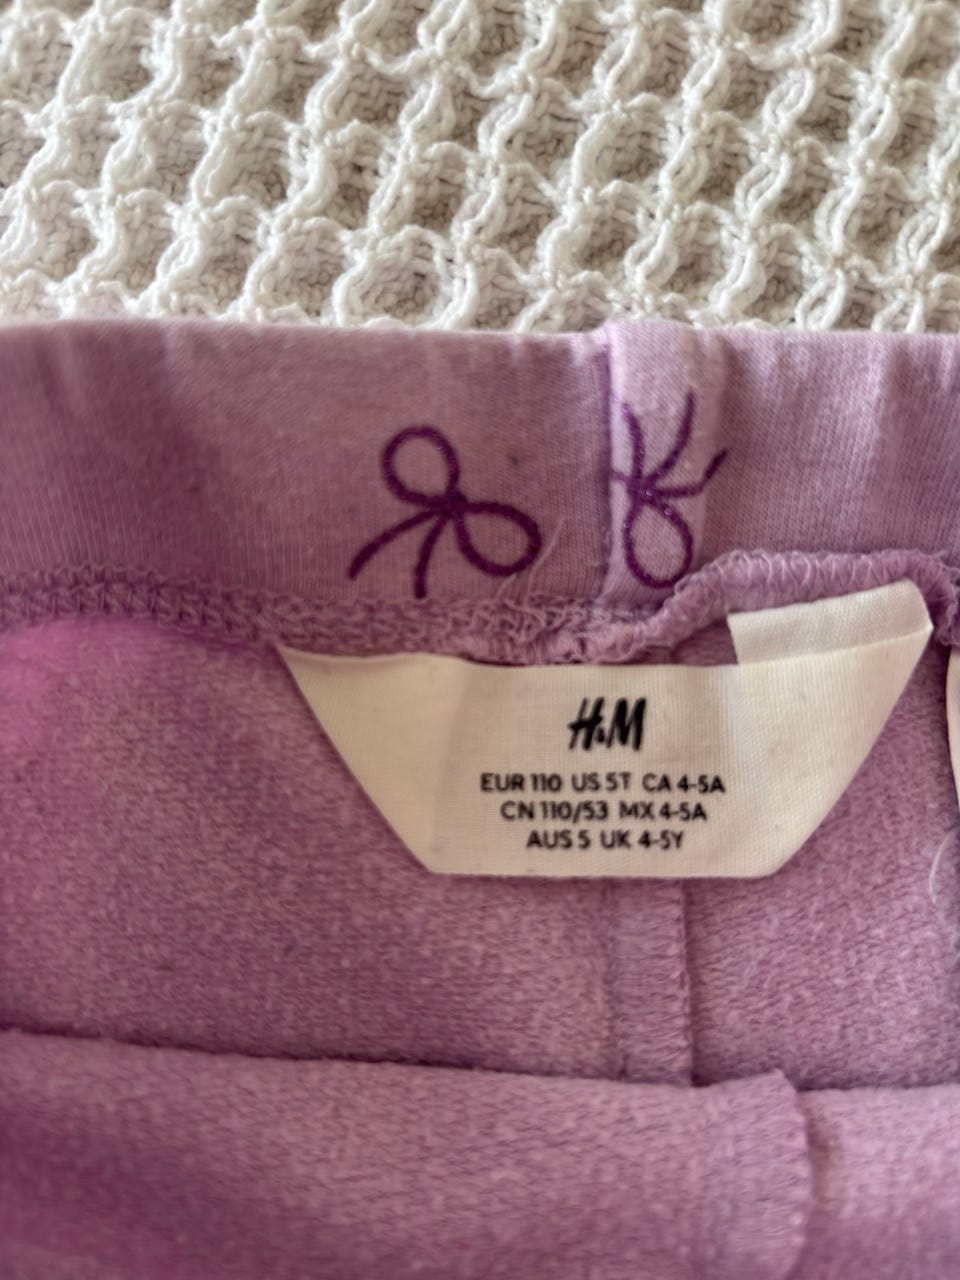 H&M
EUR 110 US 5T CA 4-5A
CN 110/53 MX 4-5A
AUS 5 UK 4-5Y